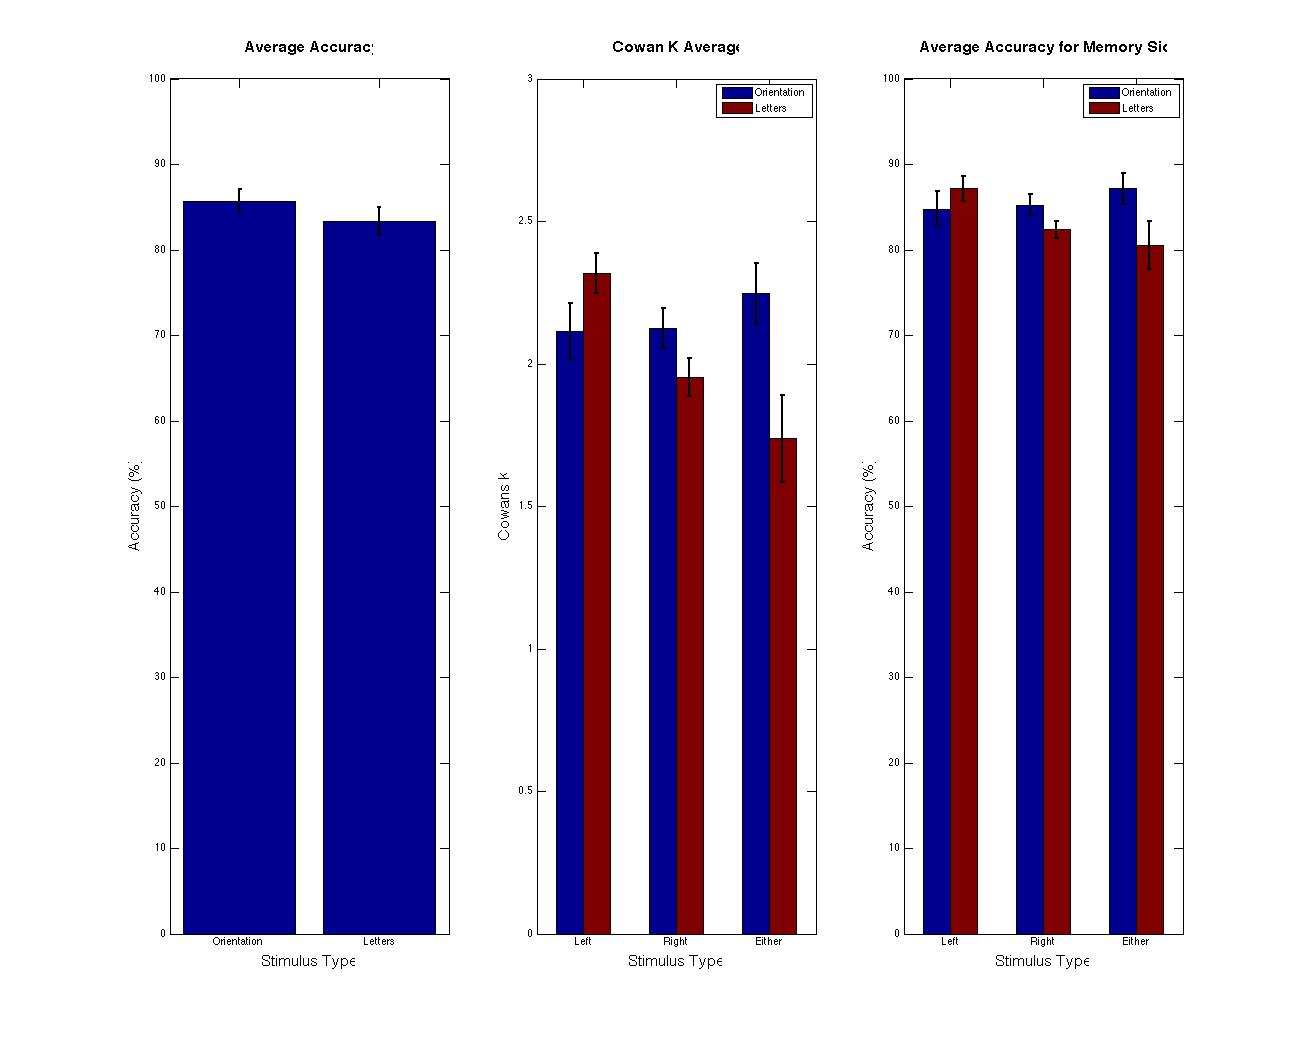 Average Accurac
100
90
80
70
60
50
40
30
20
10
0
Accuracy (%)
Orientation Letters
Stimulus Type
Cowan K Average
3
2.5
2
1.5
1
0.5
0
Cowans k
Orientation
Letters
Left Right Either
Stimulus Type
Average Accuracy for Memory Sic
100
90
80
70
60
50
40
30
20
10
0
Accuracy (%)
Orientation
Letters
Left Right Either
Stimulus Type